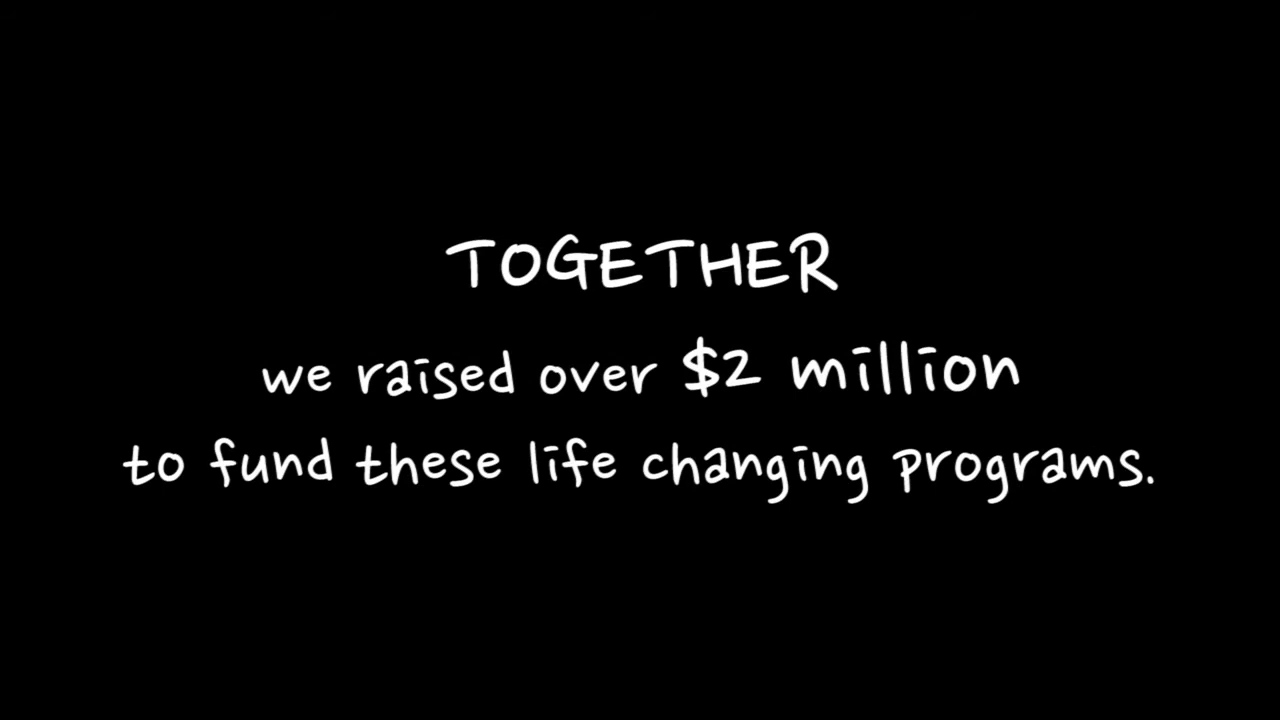 TOGETHER
we raised over $2 million
to fund these life changing programs.